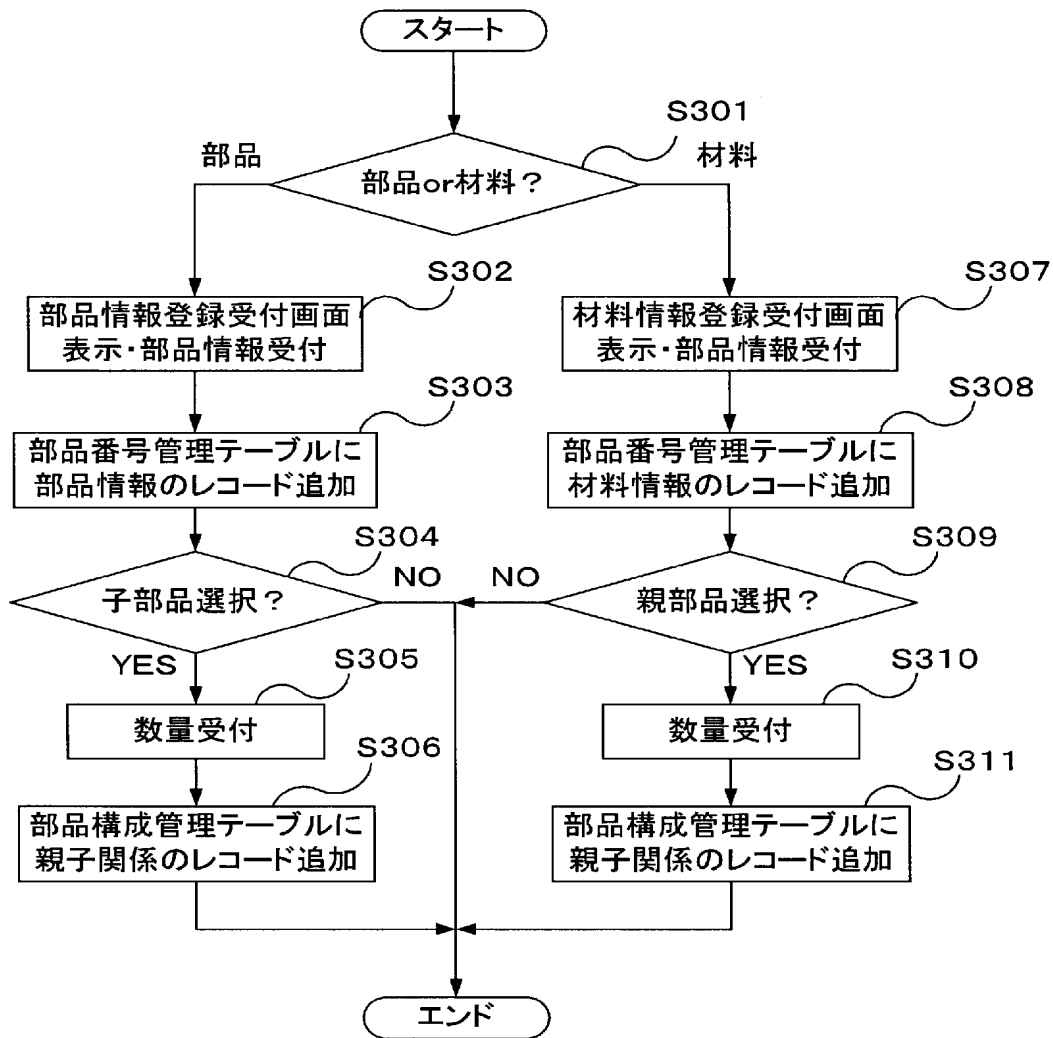 スタート
S301
部品
材料
部品or材料？
S302
部品情報登録受付画面
表示・部品情報受付
S303
部品番号管理テーブルに
部品情報のレコード追加
S304
子部品選択？
NO
YES
S305
数量受付
S306
部品構成管理テーブルに
親子関係のレコード追加
S307
材料情報登録受付画面
表示・部品情報受付
S308
部品番号管理テーブルに
材料情報のレコード追加
S309
NO
親部品選択？
YES
S310
数量受付
S311
部品構成管理テーブルに
親子関係のレコード追加
エンド